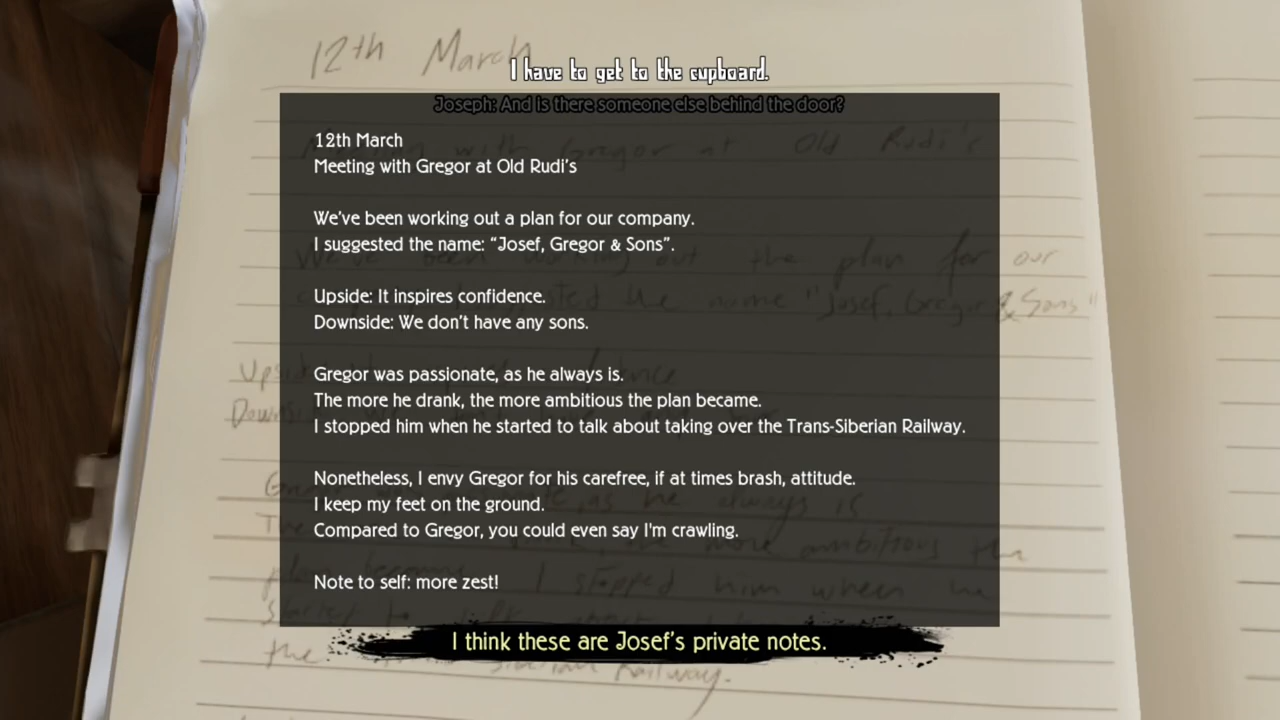 12th March
I have to get to the cupboard.
Joseph: And is there someone else behind the door?
12th March
Meeting with Gregor at Old Rudi's
We've been working out a plan for our company.
I suggested the name: “Josef, Gregor & Sons”.
Upside: It inspires confidence.
Downside: We don't have any sons.
Gregor was passionate, as he always is.
The more he drank, the more ambitious the plan became.
I stopped him when he started to talk about taking over the Trans-Siberian Railway.
Nonetheless, I envy Gregor for his carefree, if at times brash, attitude.
I keep my feet on the ground.
Compared to Gregor, you could even say I'm crawling.
Note to self: more zest!
I think these are Josef's private notes.